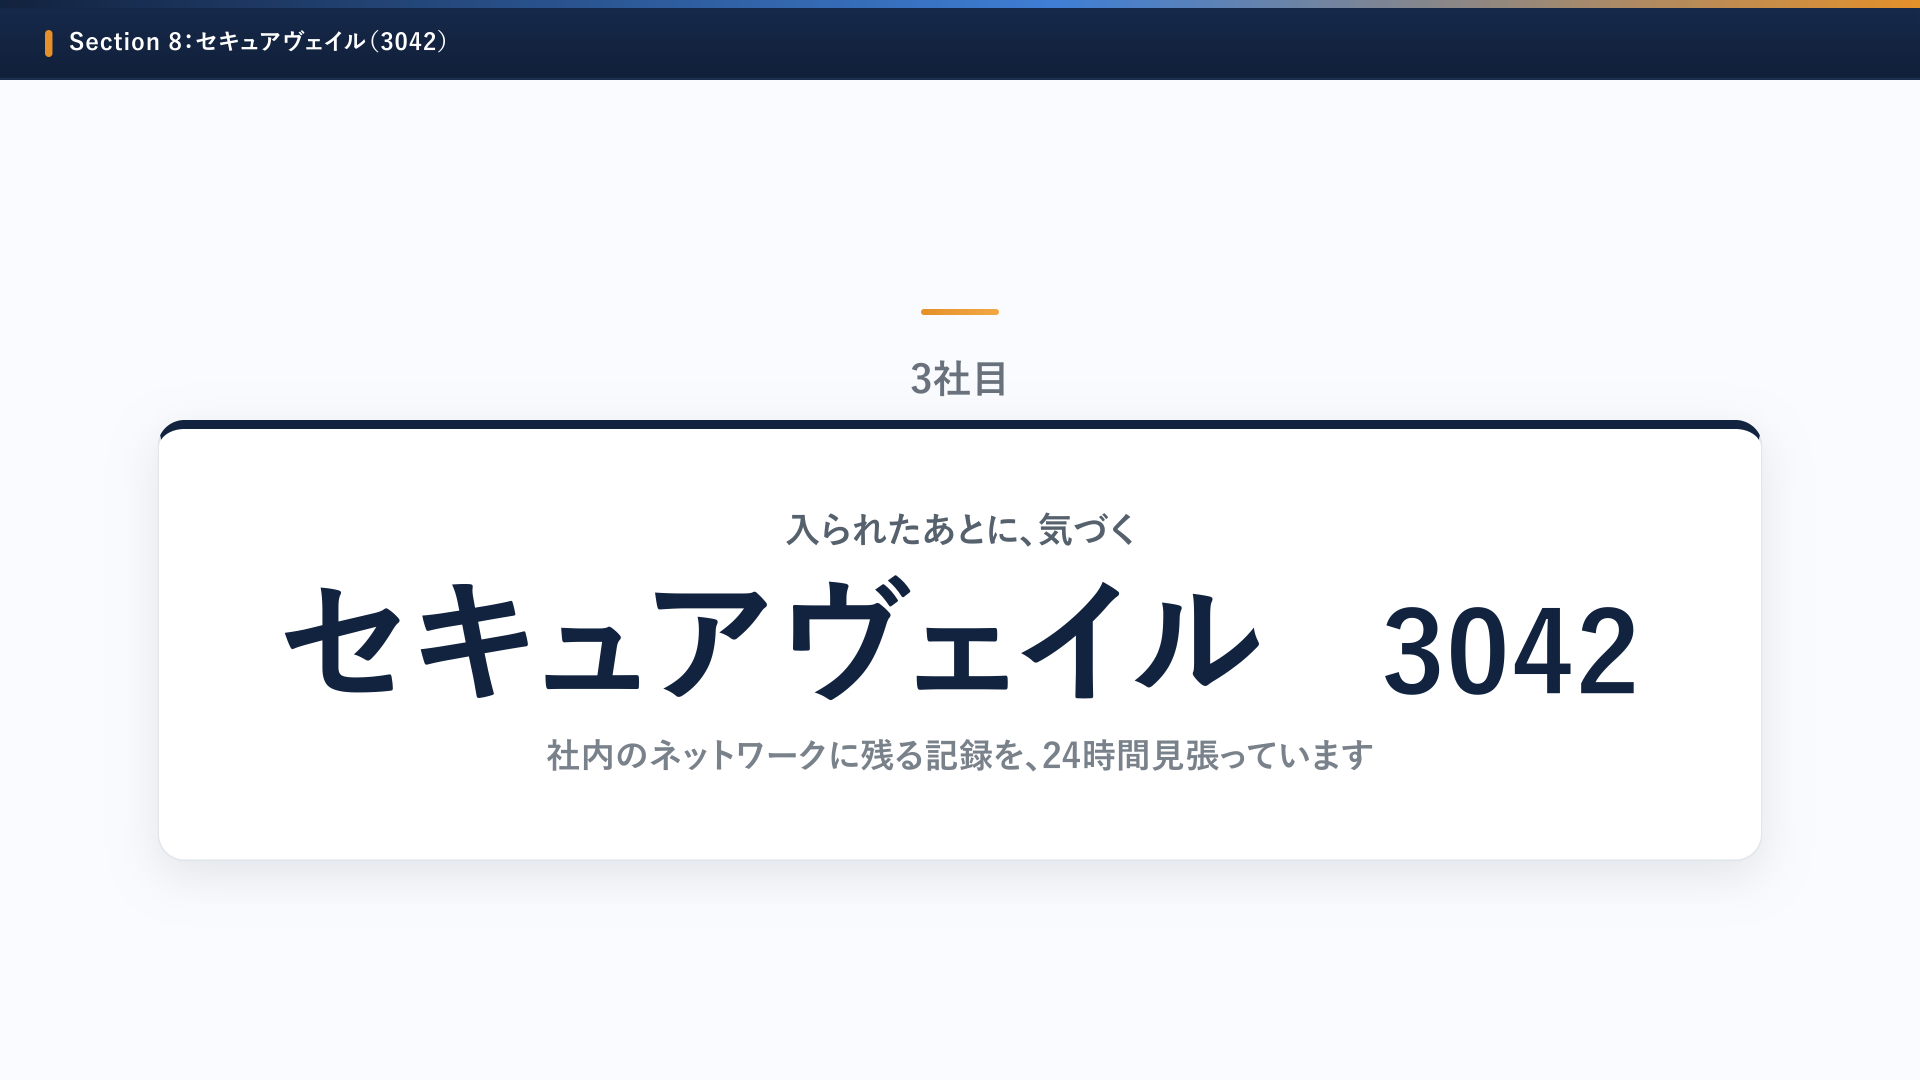 Section 8：セキュアヴェイル（3042）
3社目
入られたあとに、気づく
セキュアヴェイル　3042
社内のネットワークに残る記録を、24時間見張っています